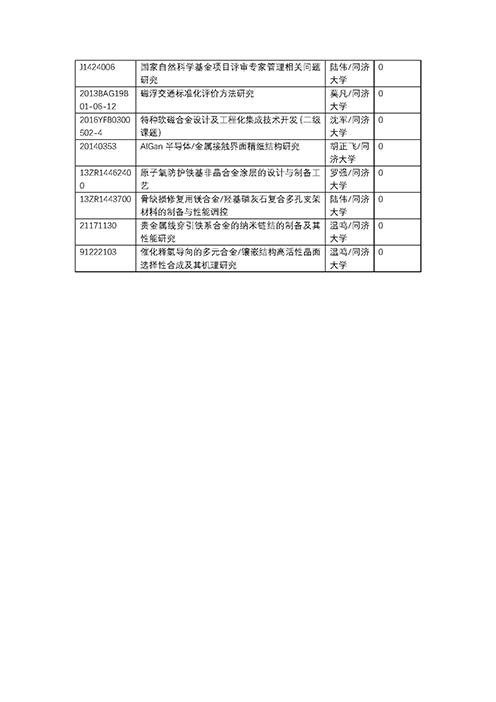 J1424006 国家自然科学基金项目评审专家管理相关问题 陆伟/同济 0
研究 大学
2013BAG19B 磁浮交通标准化评价方法研究 吴凡/同济 0
01-06-12 大学
2016YFB0300 特种软磁合金设计及工程化集成技术开发(二级 沈军/同济 0
502-4 课题) 大学
20140353 AlGan 半导体/金属接触界面精细结构研究 胡正飞/同 0
济大学
13ZR1446240 原子氧防护铁基非晶合金涂层的设计与制备工 罗强/同济 0
0 艺 大学
13ZR1443700 骨缺损修复用镁合金/羟基磷灰石复合多孔支架 陆伟/同济 0
材料的制备与性能调控 大学
21171130 贵金属线穿引铁系合金的纳米链结的制备及其 温鸣/同济 0
性能研究 大学
91222103 催化释氢导向的多元合金/镶嵌结构高活性晶面 温鸣/同济 0
选择性合成及其机理研究 大学